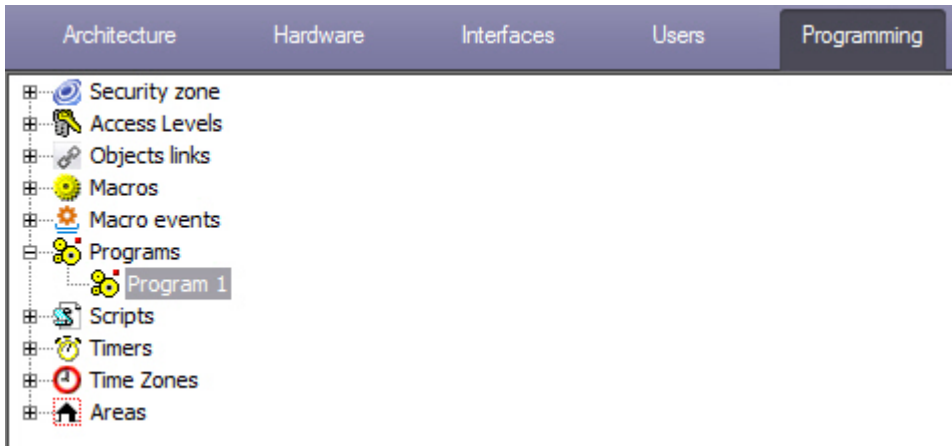 Architecture Hardware Interfaces Users Programming
Security zone
Access Levels
Objects links
Macros
Macro events
Programs
Program 1
Scripts
Timers
Time Zones
Areas